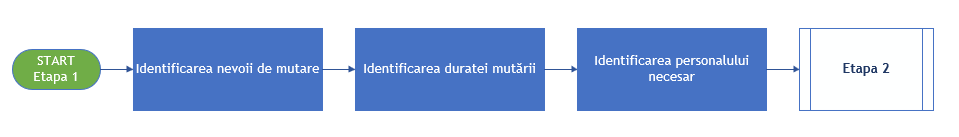 START
Etapa 1
Identificarea nevoii de mutare
Identificarea duratei mutării
Identificarea personalului
necesar
Etapa 2